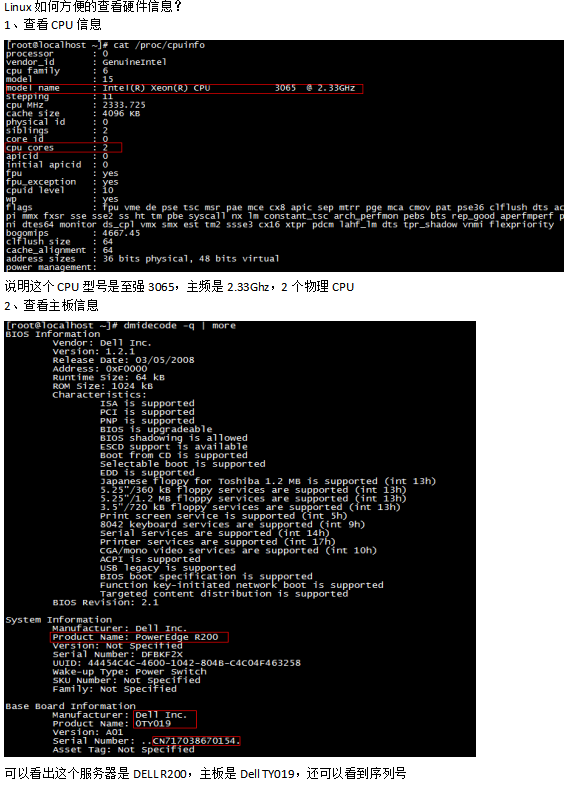 Linux 如何方便的查看硬件信息?
1、查看 CPU 信息
[root@localhost ~]# cat /proc/cpuinfo
processor : 0
vendor_id : GenuineIntel
cpu family : 6
model : 15
model name : Intel(R) Xeon(R) CPU 3065 @ 2.33GHz
stepping : 11
cpu MHz : 2333.725
cache size : 4096 KB
physical id : 0
siblings : 2
core id : 0
cpu cores : 2
apicid : 0
initial apicid : 0
fpu : yes
fpu_exception : yes
cpuid level : 10
wp : yes
flags : fpu vme de pse tsc msr pae mce cx8 apic sep mtrr pge mca cmov pat pse36 clflush dts ac
pi mmx fxsr sse sse2 ss ht tm pbe syscall nx lm constant_tsc arch_perfmon pebs bts rep_good aperfmperf p
ni dtes64 monitor ds_cpl vmx smx est tm2 ssse3 cx16 xtpr pdcm lahf_lm dts tpr_shadow vnmi flexpriority
bogomips : 4667.45
clflush size : 64
cache_alignment : 64
address sizes : 36 bits physical, 48 bits virtual
power management:
说明这个 CPU 型号是至强 3065，主频是 2.33Ghz，2 个物理 CPU
2、查看主板信息
[root@localhost ~]# dmidecode -q | more
BIOS Information
Vendor: Dell Inc.
Version: 1.2.1
Release Date: 03/05/2008
Address: 0xF0000
Runtime Size: 64 kB
ROM Size: 1024 kB
Characteristics:
ISA is supported
PCI is supported
PNP is supported
BIOS is upgradeable
BIOS shadowing is allowed
ESCD support is available
Boot from CD is supported
Selectable boot is supported
EDD is supported
Japanese floppy for Toshiba 1.2 MB is supported (int 13h)
5.25"/360 kB floppy services are supported (int 13h)
5.25"/1.2 MB floppy services are supported (int 13h)
3.5"/720 kB floppy services are supported (int 13h)
Print screen service is supported (int 5h)
8042 keyboard services are supported (int 9h)
Serial services are supported (int 14h)
Printer services are supported (int 17h)
CGA/mono video services are supported (int 10h)
ACPI is supported
USB legacy is supported
BIOS boot specification is supported
Function key-initiated network boot is supported
Targeted content distribution is supported
BIOS Revision: 2.1
System Information
Manufacturer: Dell Inc.
Product Name: PowerEdge R200
Version: Not Specified
Serial Number: DFBKF2X
UUID: 44454C4C-4600-1042-804B-C4C04F463258
Wake-up Type: Power Switch
SKU Number: Not Specified
Family: Not Specified
Base Board Information
Manufacturer: Dell Inc.
Product Name: 0TY019
Version: A01
Serial Number: ..CN717038670154.
Asset Tag: Not Specified
可以看出这个服务器是 DELL R200，主板是 Dell TY019，还可以看到序列号